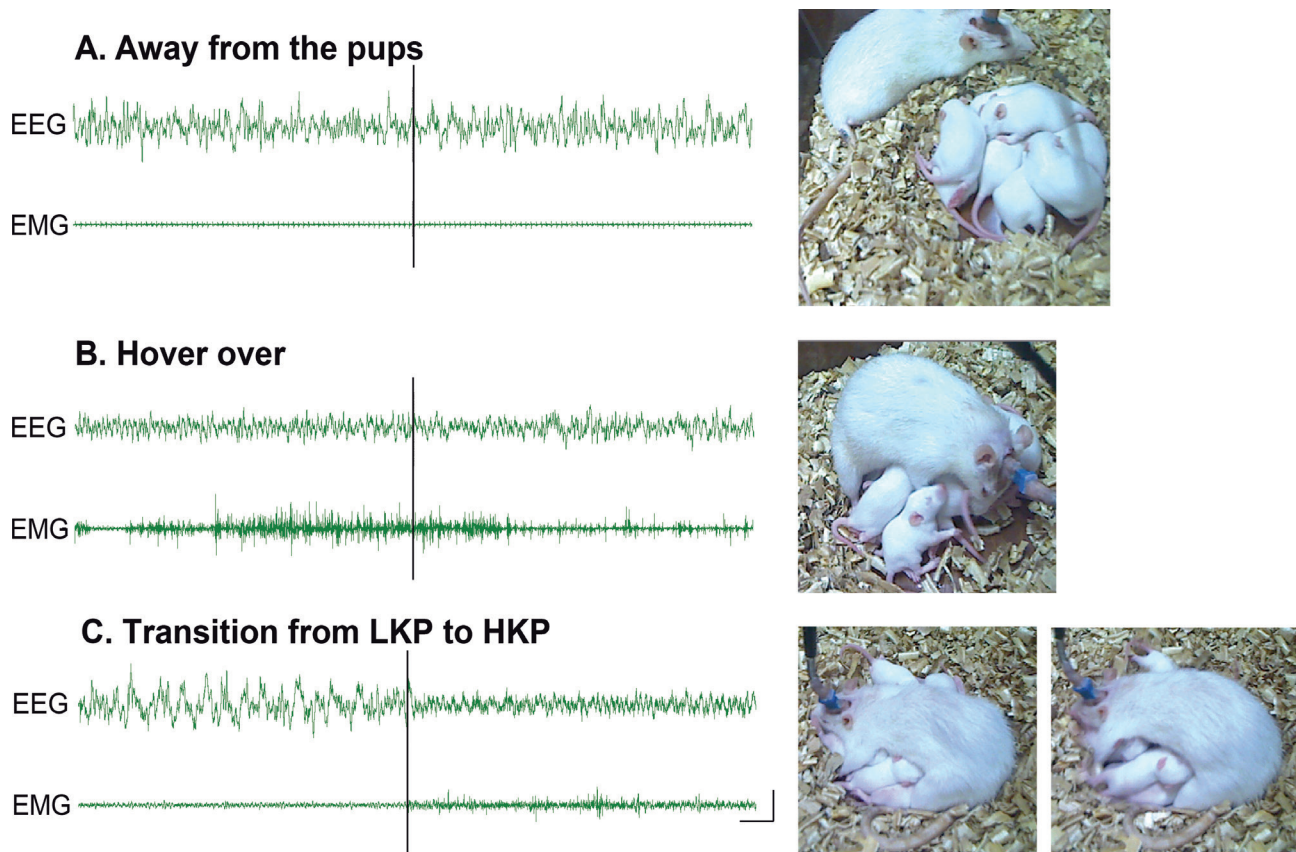 A. Away from the pups
EEG
EMG
B. Hover over
EEG
EMG
C. Transition from LKP to HKP
EEG
EMG